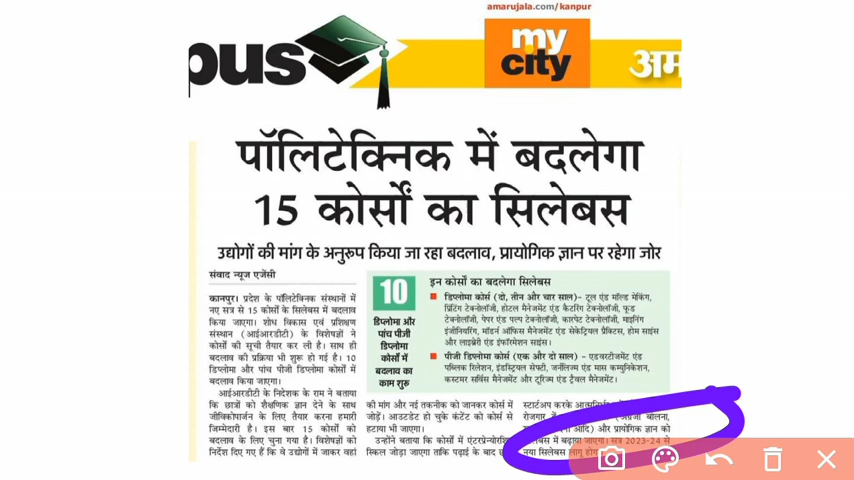 amarujala.com/kanpur
pus
my
city
अम
पॉलिटेक्निक में बदलेगा
15 कोर्सों का सिलेबस
उद्योगों की मांग के अनुरूप किया जा रहा बदलाव, प्रायोगिक ज्ञान पर रहेगा जोर
संवाद न्यूज एजेंसी
कानपुर। प्रदेश के पॉलिटेक्निक संस्थानों में
नए सत्र से 15 कोर्सों के सिलेबस में बदलाव
किया जाएगा। शोध विकास एवं प्रशिक्षण
संस्थान (आईआरडीटी) के विशेषज्ञों ने
कोर्सों की सूची तैयार कर ली है। साथ ही
बदलाव की प्रक्रिया भी शुरू हो गई है। 10
डिप्लोमा और पांच पीजी डिप्लोमा कोर्सों में
बदलाव किया जाएगा।
आईआरडीटी के निदेशक के राम ने बताया
कि छात्रों को शैक्षणिक ज्ञान देने के साथ
जीविकोपार्जन के लिए तैयार करना हमारी
जिम्मेदारी है। इस बार 15 कोर्सों को
बदलाव के लिए चुना गया है। विशेषज्ञों को
निर्देश दिए गए हैं कि वे उद्योगों में जाकर वहां
10
डिप्लोमा और
पांच पीजी
डिप्लोमा
कोर्सों में
बदलाव का
काम शुरू
इन कोर्सों का बदलेगा सिलेबस
डिप्लोमा कोर्स (दो, तीन और चार साल)- टूल एंड मॉल्ड मेकिंग,
प्रिंटिंग टेक्नोलॉजी, होटल मैनेजमेंट एंड कैटरिंग टेक्नोलॉजी, फूड
टेक्नोलॉजी, पेपर एंड पल्प टेक्नोलॉजी, कारपेट टेक्नोलॉजी, माइनिंग
इंजीनियरिंग, मॉडर्न ऑफिस मैनेजमेंट एंड सेक्रेट्रियल प्रैक्टिस, होम साइंस
और लाइब्रेरी एंड इंफॉरमेशन साइंस।
पीजी डिप्लोमा कोर्स (एक और दो साल) - एडवरटीजमेंट एंड
पब्लिक रिलेशन, इंडस्ट्रियल सेफ्टी, जर्नलिज्म एंड मास कम्युनिकेशन,
कस्टमर सर्विस मैनेजमेंट और टूरिज्म एंड ट्रैवल मैनेजमेंट।
की मांग और नई तकनीक को जानकर कोर्स में
जोड़ें। आउटडेट हो चुके कंटेंट को कोर्स से
हटाया भी जाएगा।
उन्होंने बताया कि कोर्सों में एंटरप्रेन्योरशिप
स्किल जोड़ा जाएगा ताकि पढ़ाई के बाद
स्टार्टअप करके
रोजगार बोलना,
आदि) और प्रायोगिक ज्ञान को
में बढ़ाया जाएगा। सत्र 2023-24 से
नया सिलेबस लागू